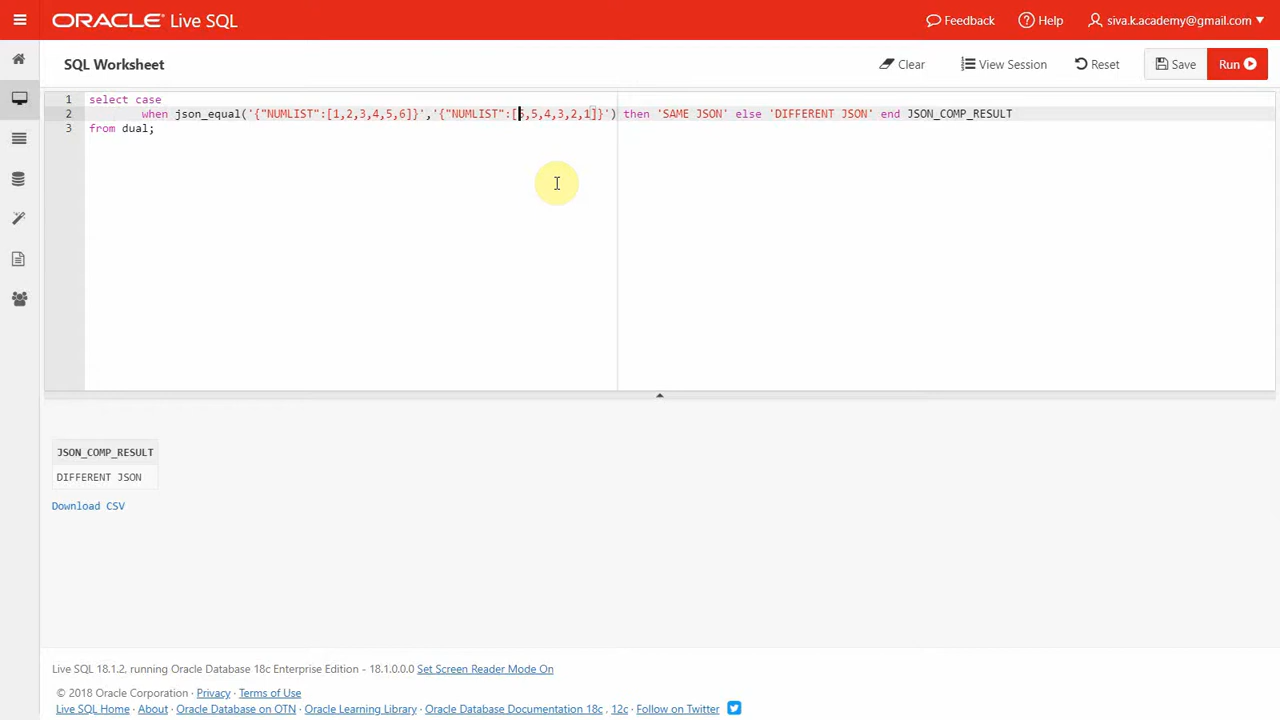 ORACLE Live SQL
Feedback
Help
siva.k.academy@gmail.com
SQL Worksheet
Clear
View Session
Reset
Save
Run
1 select case
2 when json_equal('{"NUMLIST":[1,2,3,4,5,6]}','{"NUMLIST":[6,5,4,3,2,1]}') then 'SAME JSON' else 'DIFFERENT JSON' end JSON_COMP_RESULT
3 from dual;
JSON_COMP_RESULT
DIFFERENT JSON
Download CSV
Live SQL 18.1.2, running Oracle Database 18c Enterprise Edition - 18.1.0.0.0 Set Screen Reader Mode On
© 2018 Oracle Corporation · Privacy · Terms of Use
Live SQL Home · About · Oracle Database on OTN · Oracle Learning Library · Oracle Database Documentation 18c , 12c · Follow on Twitter